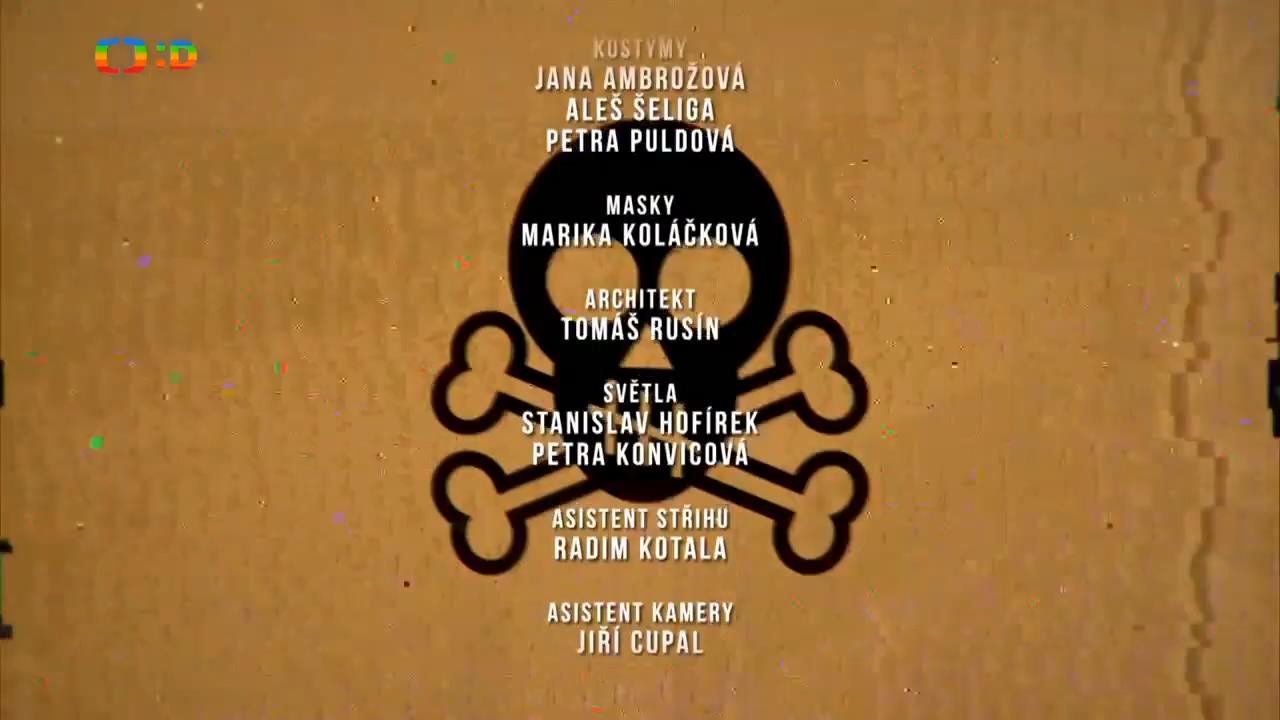 :D
KOSTYMY
JANA AMBROŽOVÁ
ALEŠ ŠELIGA
PETRA PULDOVÁ
MASKY
MARIKA KOLÁČKOVÁ
ARCHITEKT
TOMÁŠ RUSÍN
SVĚTLA
STANISLAV HOFÍREK
PETRA KONVICOVÁ
ASISTENT STŘIHU
RADIM KOTALA
ASISTENT KAMERY
JIŘÍ CUPAL